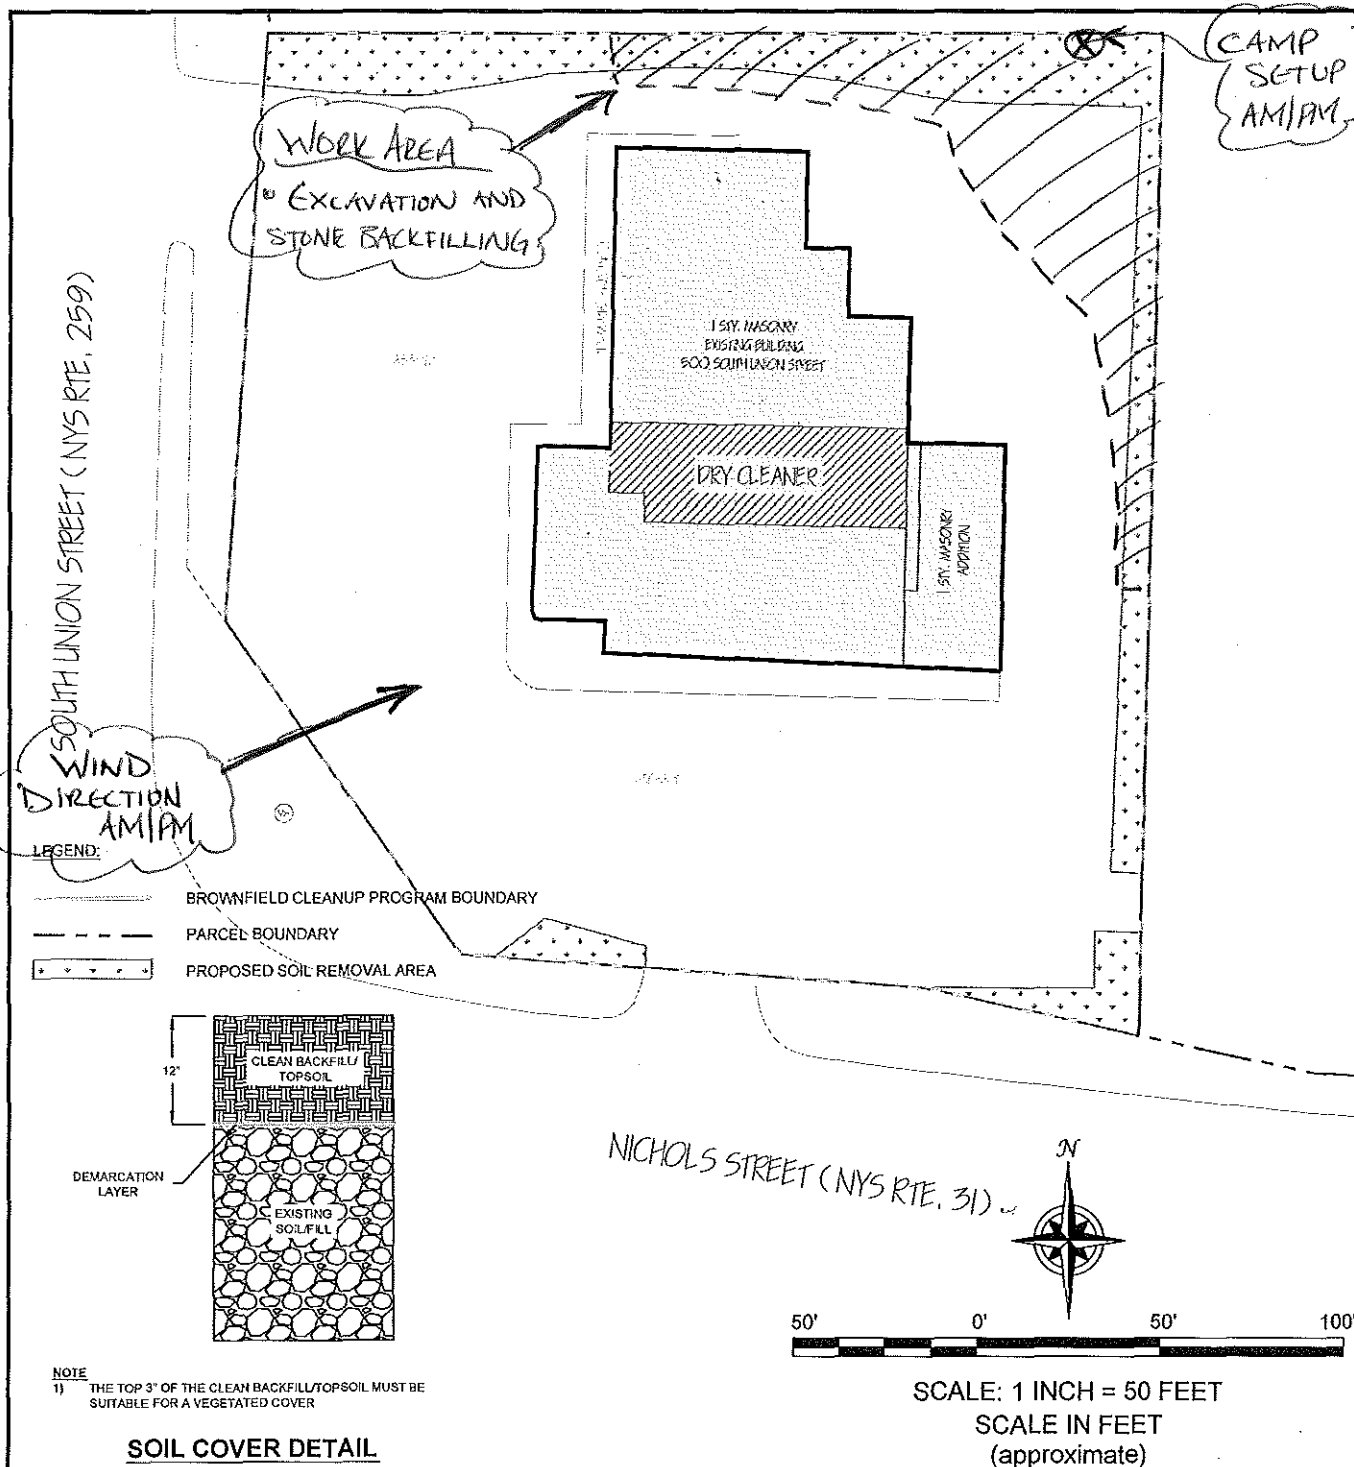 CAMP
SETUP
AM/PM
WORK AREA
• EXCAVATION AND
STONE BACKFILLING
SOUTH UNION STREET (NYS RTE. 259)
1 STY. MASONRY
EXISTING BUILDING
500 SOUTH UNION STREET
DRY CLEANER
1 STY. MASONRY
ADDITION
WIND
DIRECTION
AM/PM
LEGEND:
BROWNFIELD CLEANUP PROGRAM BOUNDARY
PARCEL BOUNDARY
PROPOSED SOIL REMOVAL AREA
12"
CLEAN BACKFILL/
TOPSOIL
DEMARCATION
LAYER
EXISTING
SOIL/FILL
NICHOLS STREET (NYS RTE. 31)
N
50' 0' 50' 100'
SCALE: 1 INCH = 50 FEET
SCALE IN FEET
(approximate)
NOTE
1) THE TOP 3" OF THE CLEAN BACKFILL/TOPSOIL MUST BE
SUITABLE FOR A VEGETATED COVER
SOIL COVER DETAIL